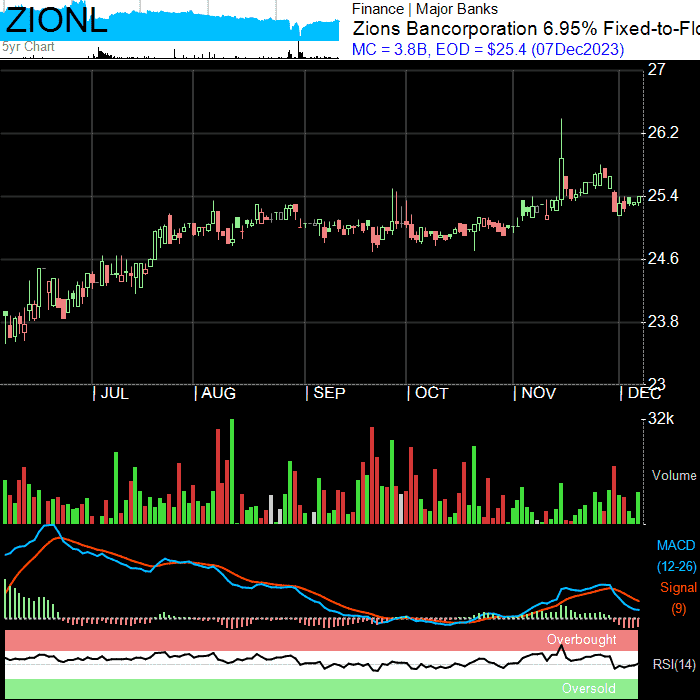 ZIONL
5yr Chart
Finance | Major Banks
Zions Bancorporation 6.95% Fixed-to-Flo
MC = 3.8B, EOD = $25.4 (07Dec2023)
27
26.2
25.4
24.6
23.8
23
| JUL | AUG | SEP | OCT | NOV | DEC
32k
Volume
MACD
(12-26)
Signal
(9)
Overbought
RSI(14)
Oversold